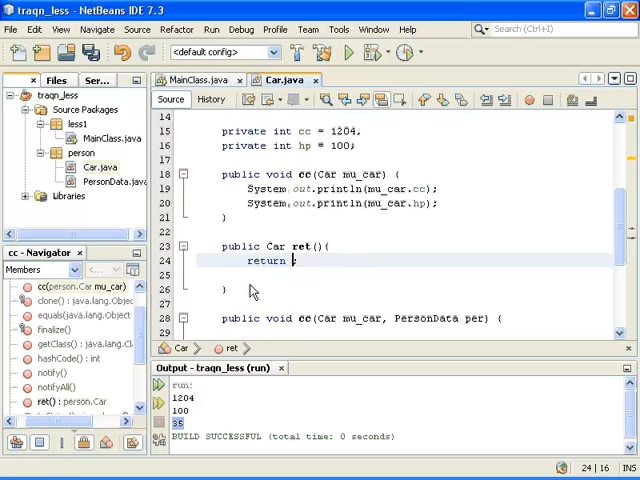 traqn_less - NetBeans IDE 7.3
File Edit View Navigate Source Refactor Run Debug Profile Team Tools Window Help
<default config>
Search (Ctrl+I)
Files Ser...
MainClass.java Car.java
Source History
traqn_less
Source Packages
less1
MainClass.java
person
Car.java
PersonData.java
Libraries
14
15 private int cc = 1204;
16 private int hp = 100;
17
18 public void cc(Car mu_car) {
19 System.out.println(mu_car.cc);
20 System.out.println(mu_car.hp);
21 }
22
23 public Car ret(){
24 return ;
25
26 }
27
28 public void cc(Car mu_car, PersonData per) {
29
cc - Navigator
Members <empty>
cc(person.Car mu_car)
clone() : java.lang.Object
equals(java.lang.Object
finalize()
getClass() : java.lang.Cla
hashCode() : int
notify()
notifyAll()
ret() : person.Car
Car ret
Output - traqn_less (run)
run:
1204
100
35
BUILD SUCCESSFUL (total time: 0 seconds)
24 | 16 INS